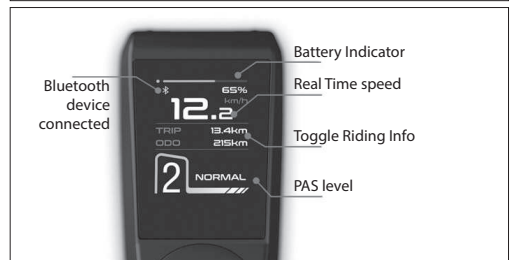 Battery Indicator
Bluetooth
device
connected
65%
Real Time speed
km/h
12.2
TRIP 13.4km
ODO 215km
Toggle Riding Info
2 NORMAL
PAS level